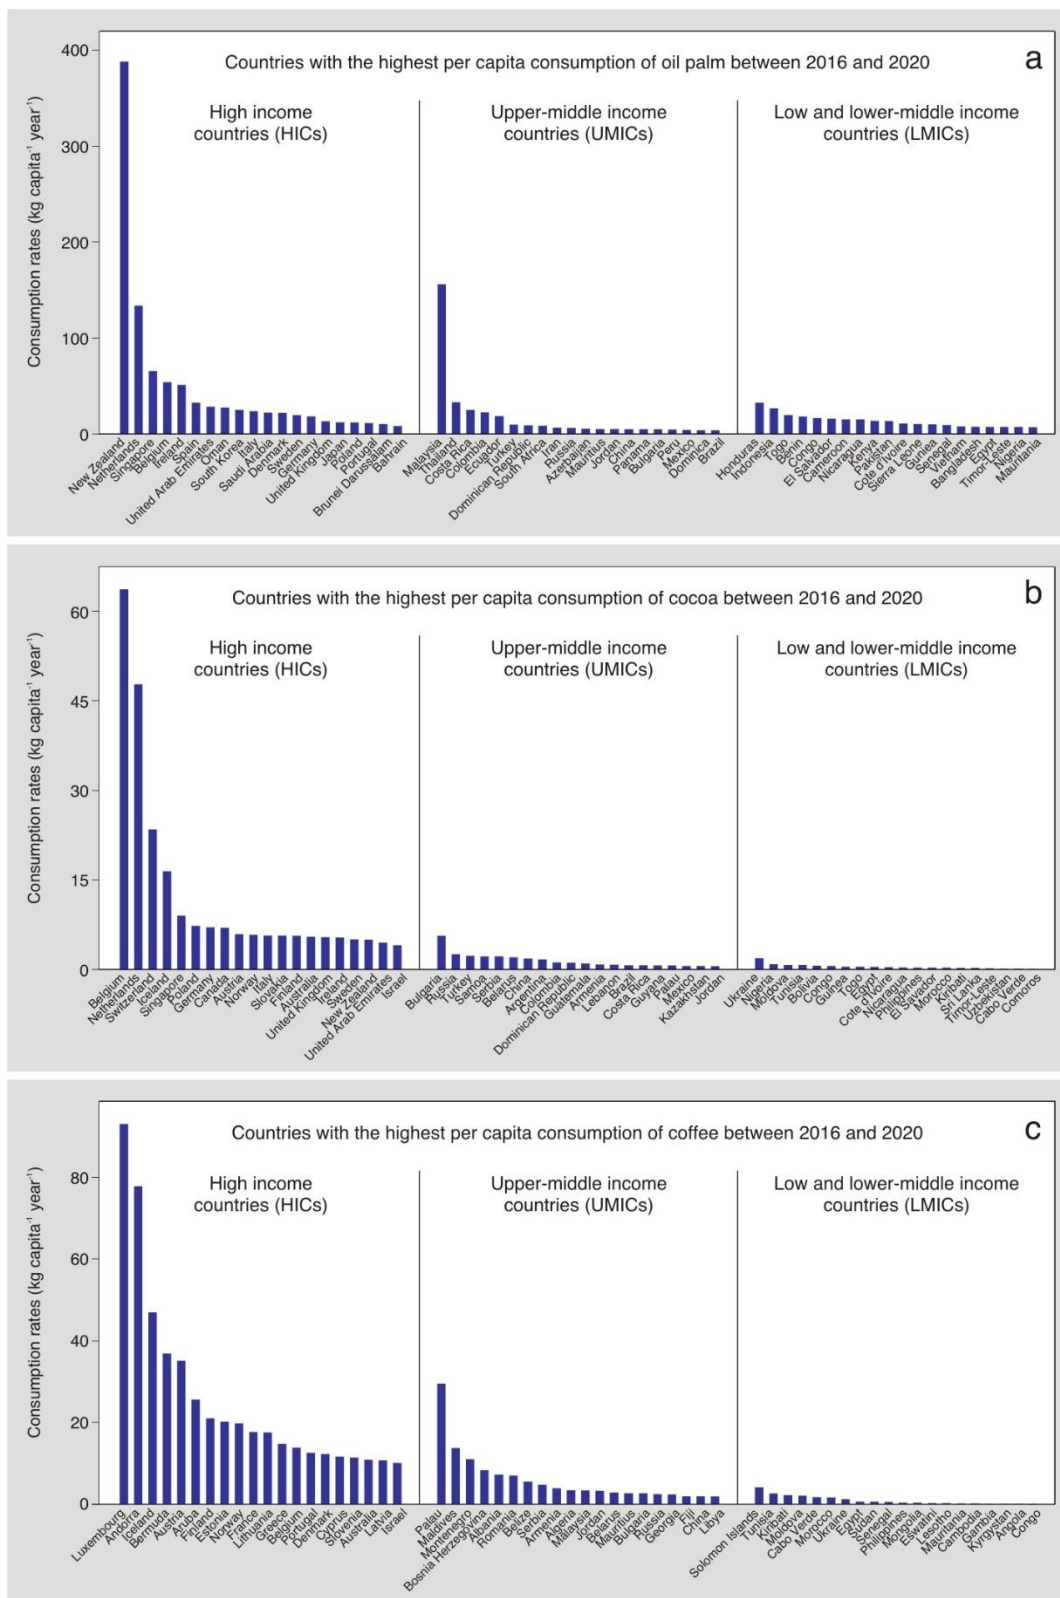 a
Countries with the highest per capita consumption of oil palm between 2016 and 2020
High income
countries (HICs)
Upper-middle income
countries (UMICs)
Low and lower-middle income
countries (LMICs)
Consumption rates (kg capita⁻¹ year⁻¹)
400
300
200
100
0
New Zealand
Netherlands
Singapore
Belgium
Ireland
Spain
United Arab Emirates
Oman
South Korea
Italy
Saudi Arabia
Denmark
Sweden
Germany
United Kingdom
Japan
Poland
Portugal
Brunel Darussalam
Bahrain
Malaysia
Thailand
Costa Rica
Colombia
Ecuador
Turkey
Dominican Republic
South Africa
Iran
Russia
Azerbaijan
Mauritius
Jordan
China
Panama
Bulgaria
Peru
Mexico
Dominica
Brazil
Honduras
Indonesia
Togo
Benin
Congo
El Salvador
Cameroon
Nicaragua
Kenya
Pakistan
Cote d'Ivoire
Sierra Leone
Guinea
Senegal
Vietnam
Bangladesh
Egypt
Timor-Leste
Nigeria
Mauritania
b
Countries with the highest per capita consumption of cocoa between 2016 and 2020
High income
countries (HICs)
Upper-middle income
countries (UMICs)
Low and lower-middle income
countries (LMICs)
Consumption rates (kg capita⁻¹ year⁻¹)
60
45
30
15
0
Belgium
Netherlands
Switzerland
Iceland
Singapore
Poland
Germany
Canada
Austria
Norway
Italy
Slovakia
Finland
Australia
United Kingdom
Ireland
Sweden
New Zealand
United Arab Emirates
Israel
Bulgaria
Russia
Turkey
Samoa
Serbia
Belarus
China
Argentina
Colombia
Dominican Republic
Guatemala
Armenia
Lebanon
Brazil
Costa Rica
Guyana
Palau
Mexico
Kazakhstan
Jordan
Ukraine
Nigeria
Moldova
Tunisia
Bolivia
Congo
Guinea
Togo
Egypt
Cote d'Ivoire
Nicaragua
Philippines
El Savador
Morocco
Kiribati
Sri Lanka
Timor-Leste
Uzbekistan
Cabo Verde
Comoros
c
Countries with the highest per capita consumption of coffee between 2016 and 2020
High income
countries (HICs)
Upper-middle income
countries (UMICs)
Low and lower-middle income
countries (LMICs)
Consumption rates (kg capita⁻¹ year⁻¹)
80
60
40
20
0
Luxembourg
Andorra
Iceland
Bermuda
Austria
Aruba
Finland
Estonia
Norway
France
Lithuania
Greece
Belgium
Portugal
Denmark
Cyprus
Slovenia
Australia
Latvia
Israel
Palau
Maldives
Montenegro
Bosnia Herzegovina
Albania
Romania
Belize
Serbia
Armenia
Algeria
Malaysia
Jordan
Belarus
Mauritius
Bulgaria
Russia
Georgia
Fiji
China
Libya
Solomon Islands
Tunisia
Kiribati
Moldova
Cabo Verde
Morocco
Ukraine
Egypt
Sudan
Senegal
Philippines
Mongolia
Eswatini
Lesotho
Mauritania
Cambodia
Gambia
Kyrgystan
Angola
Congo